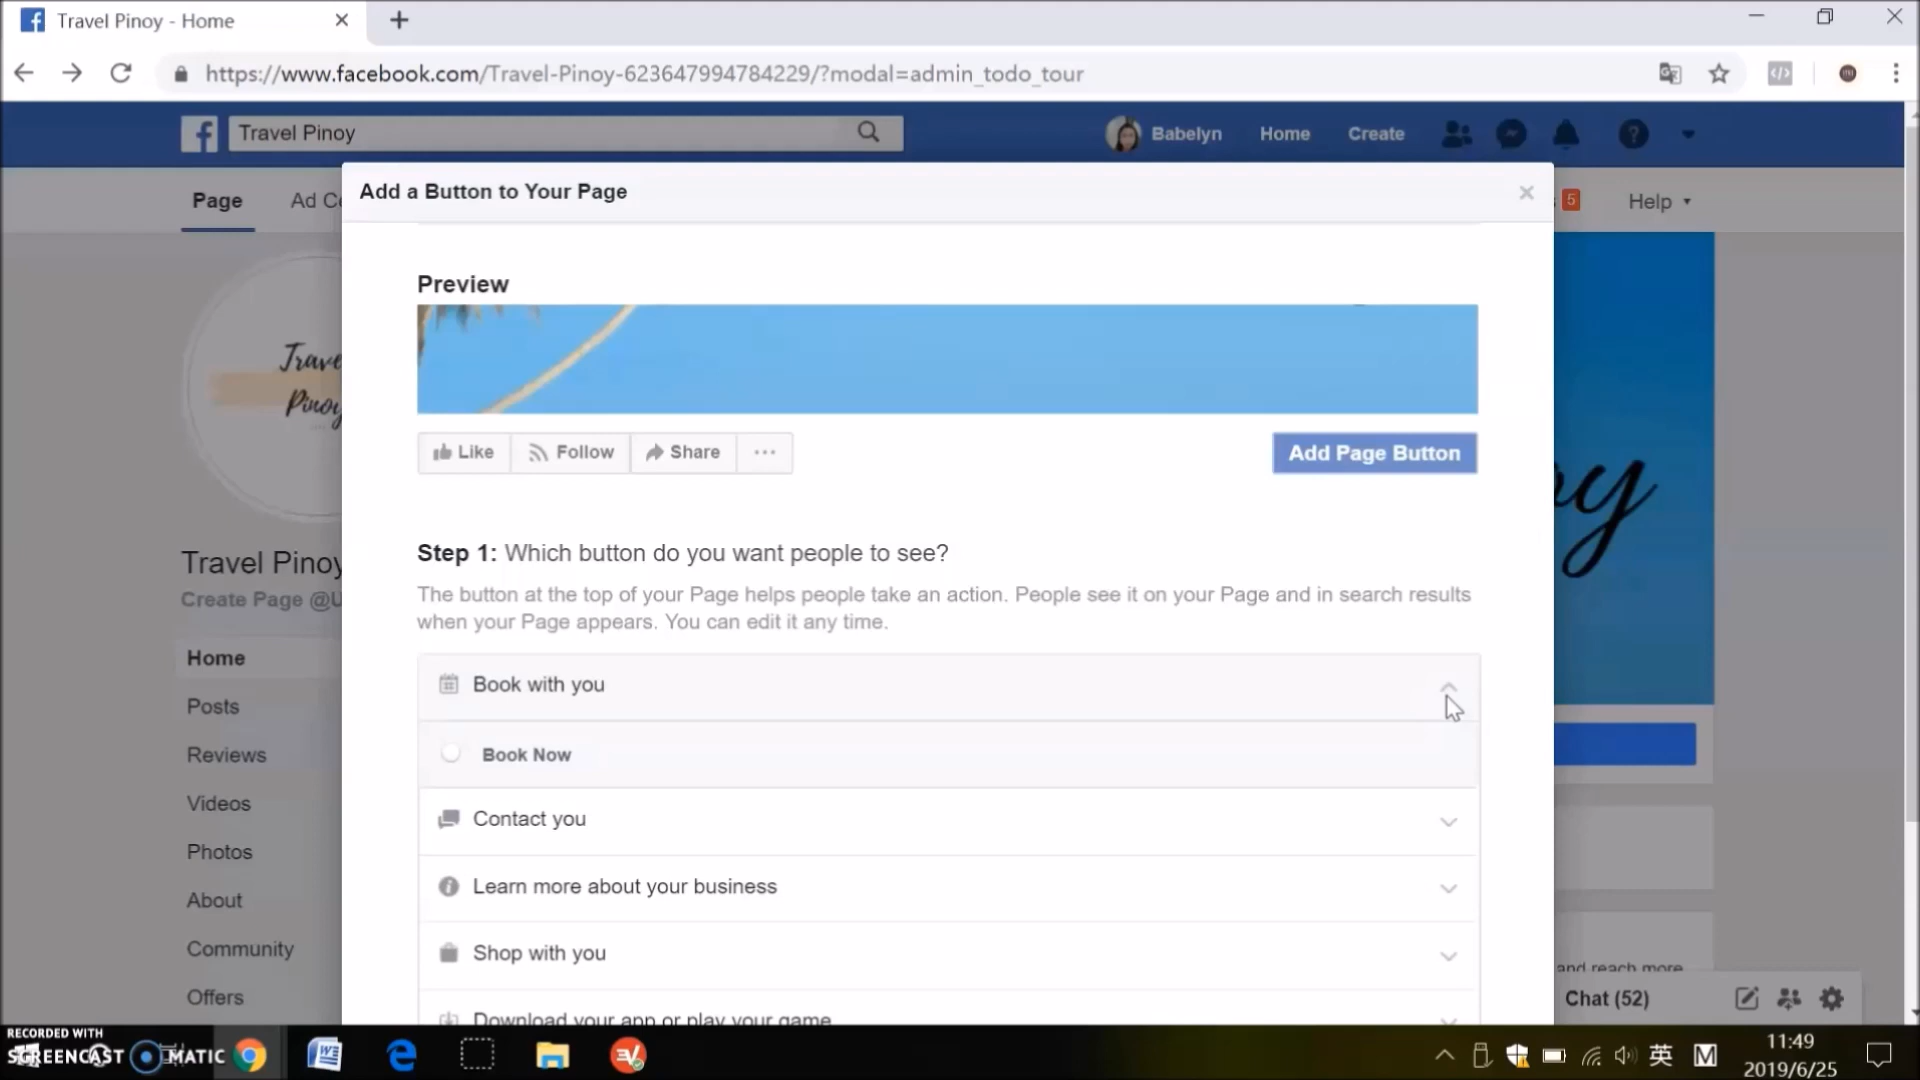 Travel Pinoy - Home
https://www.facebook.com/Travel-Pinoy-623647994784229/?modal=admin_todo_tour
Travel Pinoy
Babelyn
Home
Create
Page
Ad C
Add a Button to Your Page
5
Help
Preview
Like
Follow
Share
Add Page Button
Trave
Pinoy
oy
Travel Pinoy
Create Page @U
Step 1: Which button do you want people to see?
The button at the top of your Page helps people take an action. People see it on your Page and in search results
when your Page appears. You can edit it any time.
Home
Posts
Reviews
Videos
Photos
About
Community
Offers
Book with you
Book Now
Contact you
Learn more about your business
Shop with you
Download your app or play your game
and reach more
Chat (52)
RECORDED WITH
SCREENCAST MATIC
英
M
11:49
2019/6/25